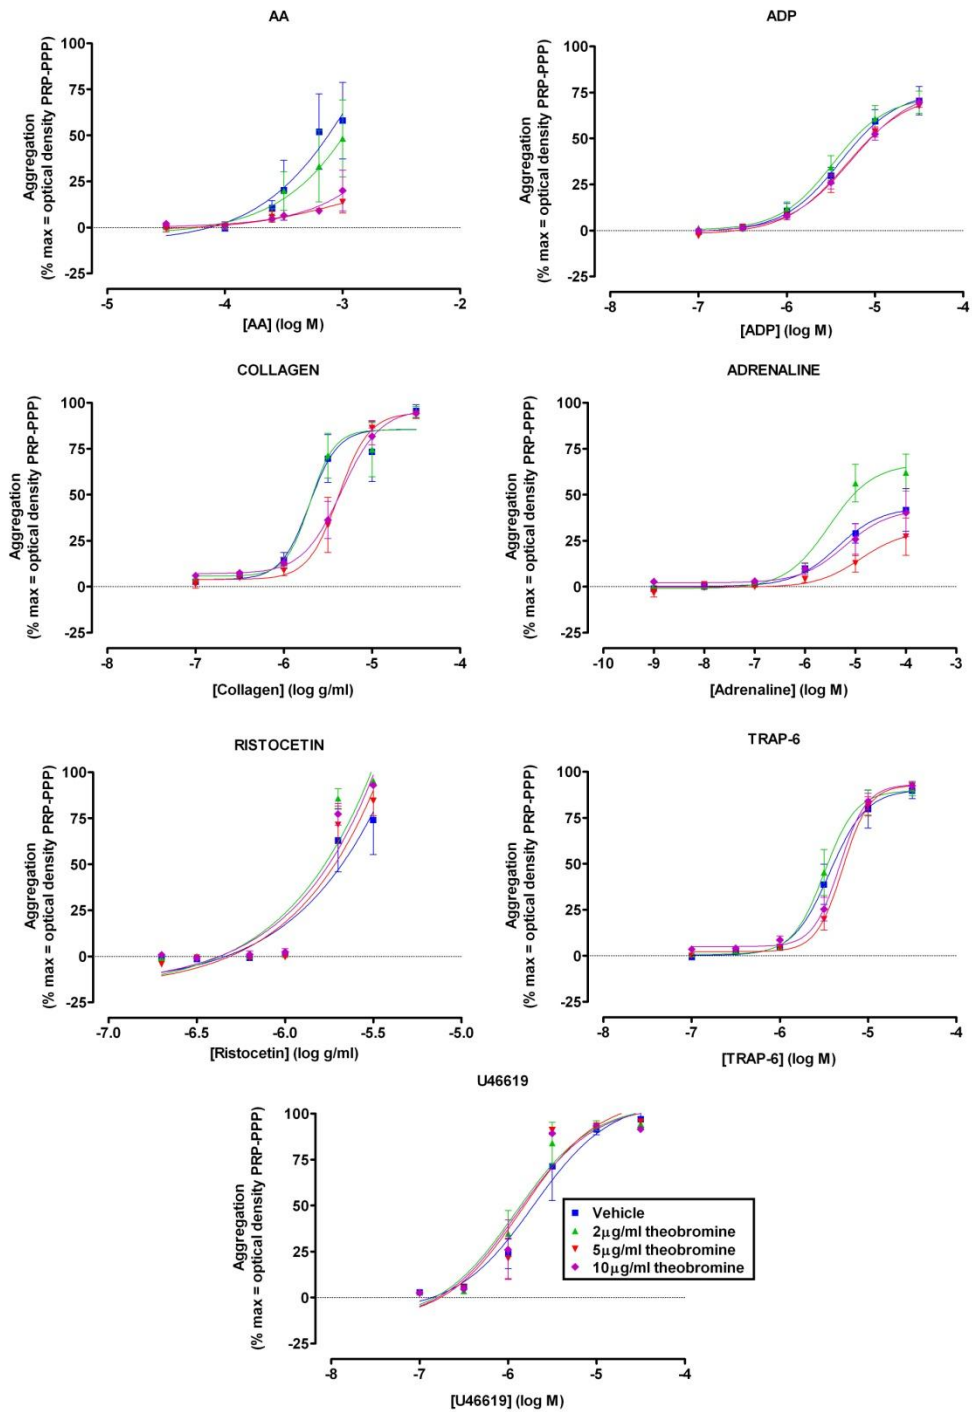 AA
Aggregation
(% max = optical density PRP-PPP)
100
75
50
25
0
-25
-5
-4
-3
-2
[AA] (log M)
ADP
Aggregation
(% max = optical density PRP-PPP)
100
75
50
25
0
-25
-8
-7
-6
-5
-4
[ADP] (log M)
COLLAGEN
Aggregation
(% max = optical density PRP-PPP)
100
75
50
25
0
-25
-8
-7
-6
-5
-4
[Collagen] (log g/ml)
ADRENALINE
Aggregation
(% max = optical density PRP-PPP)
100
75
50
25
0
-25
-10
-9
-8
-7
-6
-5
-4
-3
[Adrenaline] (log M)
RISTOCETIN
Aggregation
(% max = optical density PRP-PPP)
100
75
50
25
0
-25
-7.0
-6.5
-6.0
-5.5
-5.0
[Ristocetin] (log g/ml)
TRAP-6
Aggregation
(% max = optical density PRP-PPP)
100
75
50
25
0
-25
-8
-7
-6
-5
-4
[TRAP-6] (log M)
U46619
Aggregation
(% max = optical density PRP-PPP)
100
75
50
25
0
-25
-8
-7
-6
-5
-4
[U46619] (log M)
Vehicle
2µg/ml theobromine
5µg/ml theobromine
10µg/ml theobromine